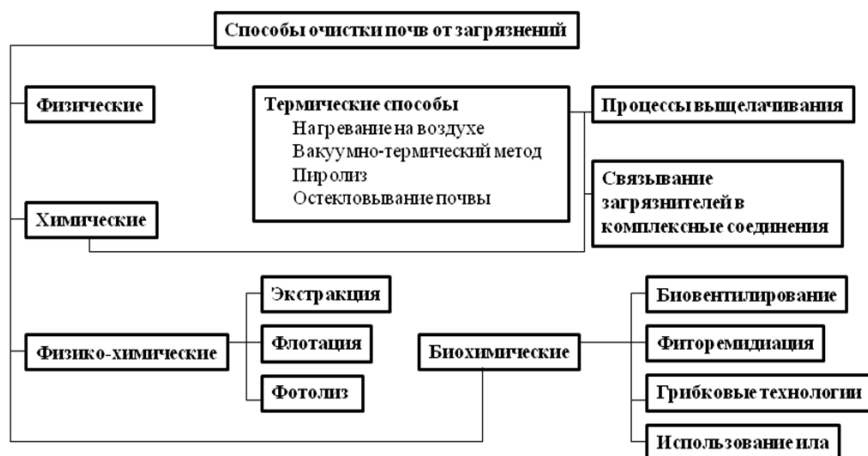 Способы очистки почв от загрязнений
Физические
Термические способы
Нагревание на воздухе
Вакуумно-термический метод
Пиролиз
Остекловывание почвы
Процессы выщелачивания
Связывание
загрязнителей в
комплексные соединения
Химические
Физико-химические
Экстракция
Флотация
Фотолиз
Биохимические
Биовентилирование
Фиторемидиация
Грибковые технологии
Использование ила